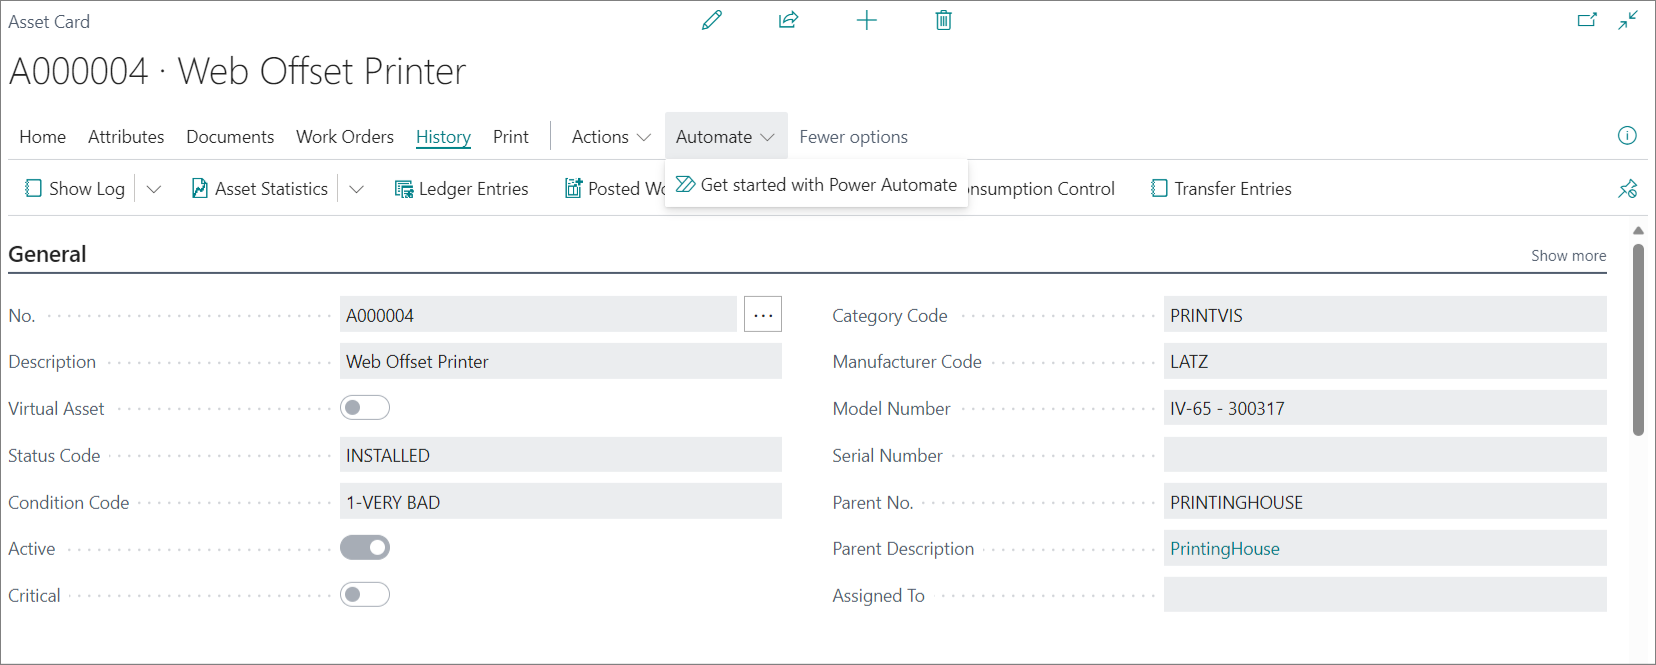 Asset Card
A000004 · Web Offset Printer
Home Attributes Documents Work Orders History Print Actions Automate Fewer options
Show Log Asset Statistics Ledger Entries Posted Control Transfer Entries
Get started with Power Automate
General Show more
No. A000004 ... Category Code PRINTVIS
Description Web Offset Printer Manufacturer Code LATZ
Virtual Asset Model Number IV-65 - 300317
Status Code INSTALLED Serial Number
Condition Code 1-VERY BAD Parent No. PRINTINGHOUSE
Active Parent Description PrintingHouse
Critical Assigned To